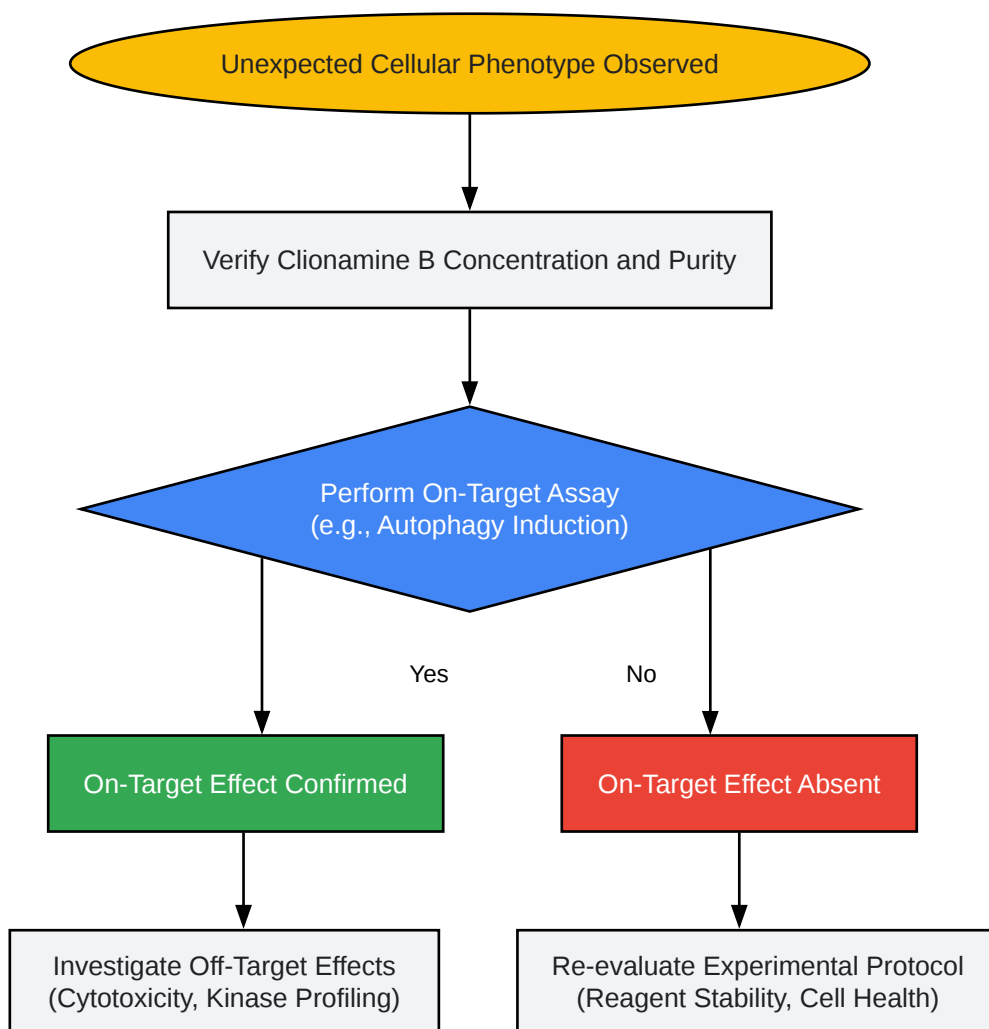 Unexpected Cellular Phenotype Observed
Verify Clionamine B Concentration and Purity
Perform On-Target Assay
(e.g., Autophagy Induction)
Yes
No
On-Target Effect Confirmed
On-Target Effect Absent
Investigate Off-Target Effects
(Cytotoxicity, Kinase Profiling)
Re-evaluate Experimental Protocol
(Reagent Stability, Cell Health)